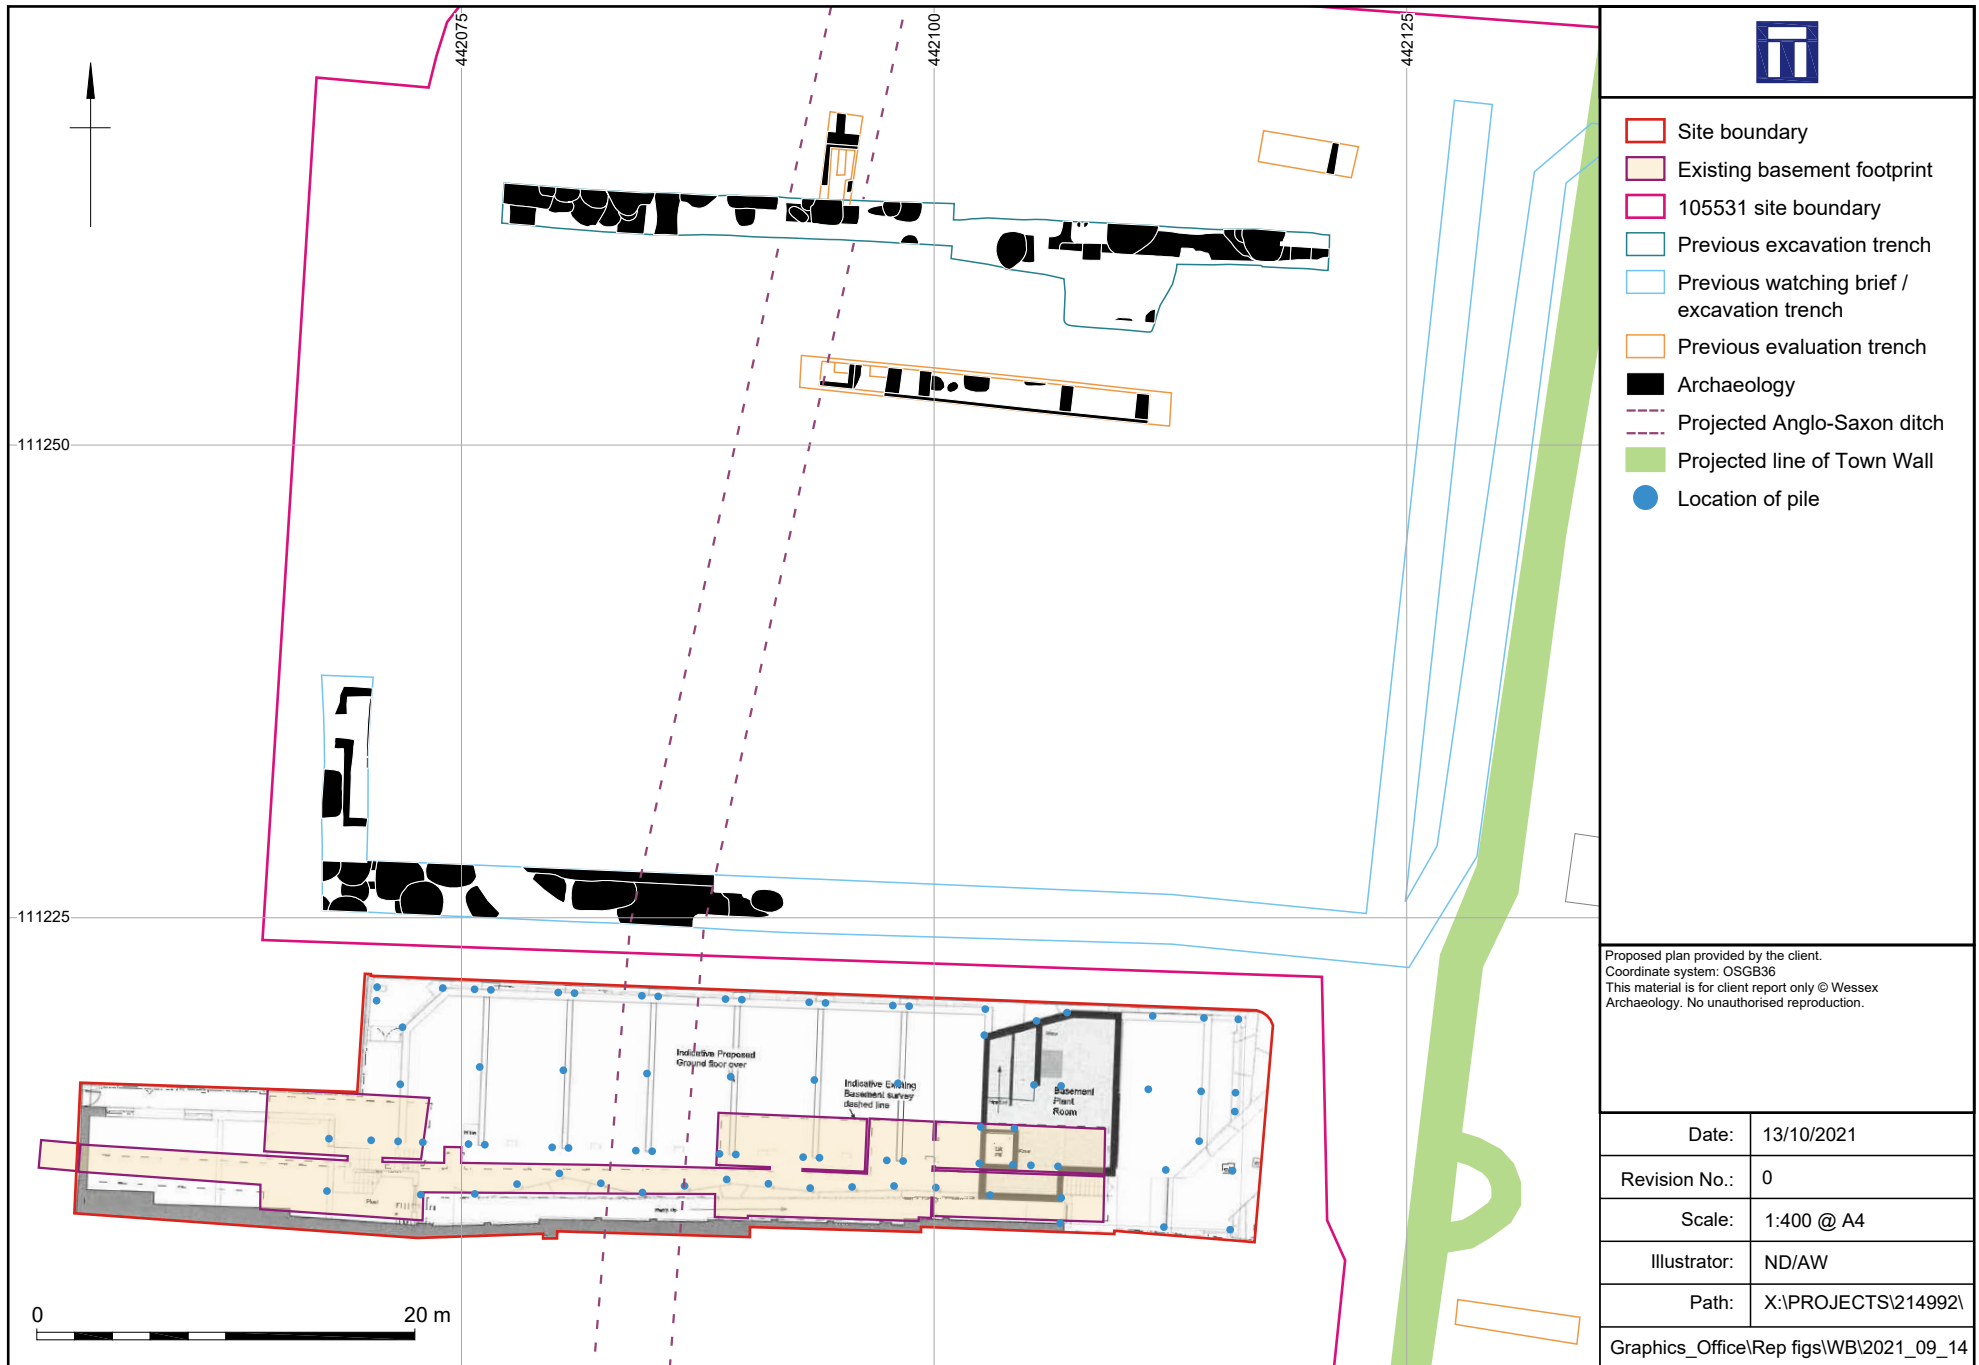 442075
442100
442125
111250
111225
Site boundary
Existing basement footprint
105531 site boundary
Previous excavation trench
Previous watching brief /
excavation trench
Previous evaluation trench
Archaeology
Projected Anglo-Saxon ditch
Projected line of Town Wall
Location of pile
Indicative Proposed
Ground floor over
Indicative Existing
Basement survey
dashed line
Basement
Plant
Room
0
20 m
Proposed plan provided by the client.
Coordinate system: OSGB36
This material is for client report only © Wessex
Archaeology. No unauthorised reproduction.
Date:
13/10/2021
Revision No.:
0
Scale:
1:400 @ A4
Illustrator:
ND/AW
Path:
X:\PROJECTS\214992\
Graphics_Office\Rep figs\WB\2021_09_14